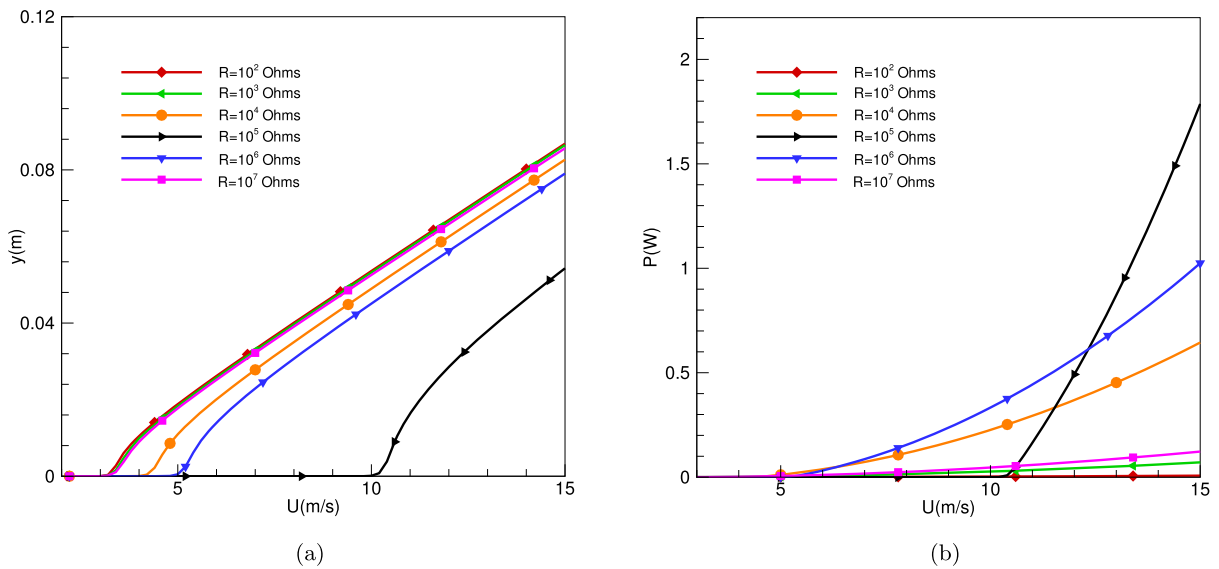 0.12
0.08
0.04
0
y(m)
R=10² Ohms
R=10³ Ohms
R=10⁴ Ohms
R=10⁵ Ohms
R=10⁶ Ohms
R=10⁷ Ohms
5
10
15
U(m/s)
(a)
2
1.5
1
0.5
0
P(W)
R=10² Ohms
R=10³ Ohms
R=10⁴ Ohms
R=10⁵ Ohms
R=10⁶ Ohms
R=10⁷ Ohms
5
10
15
U(m/s)
(b)